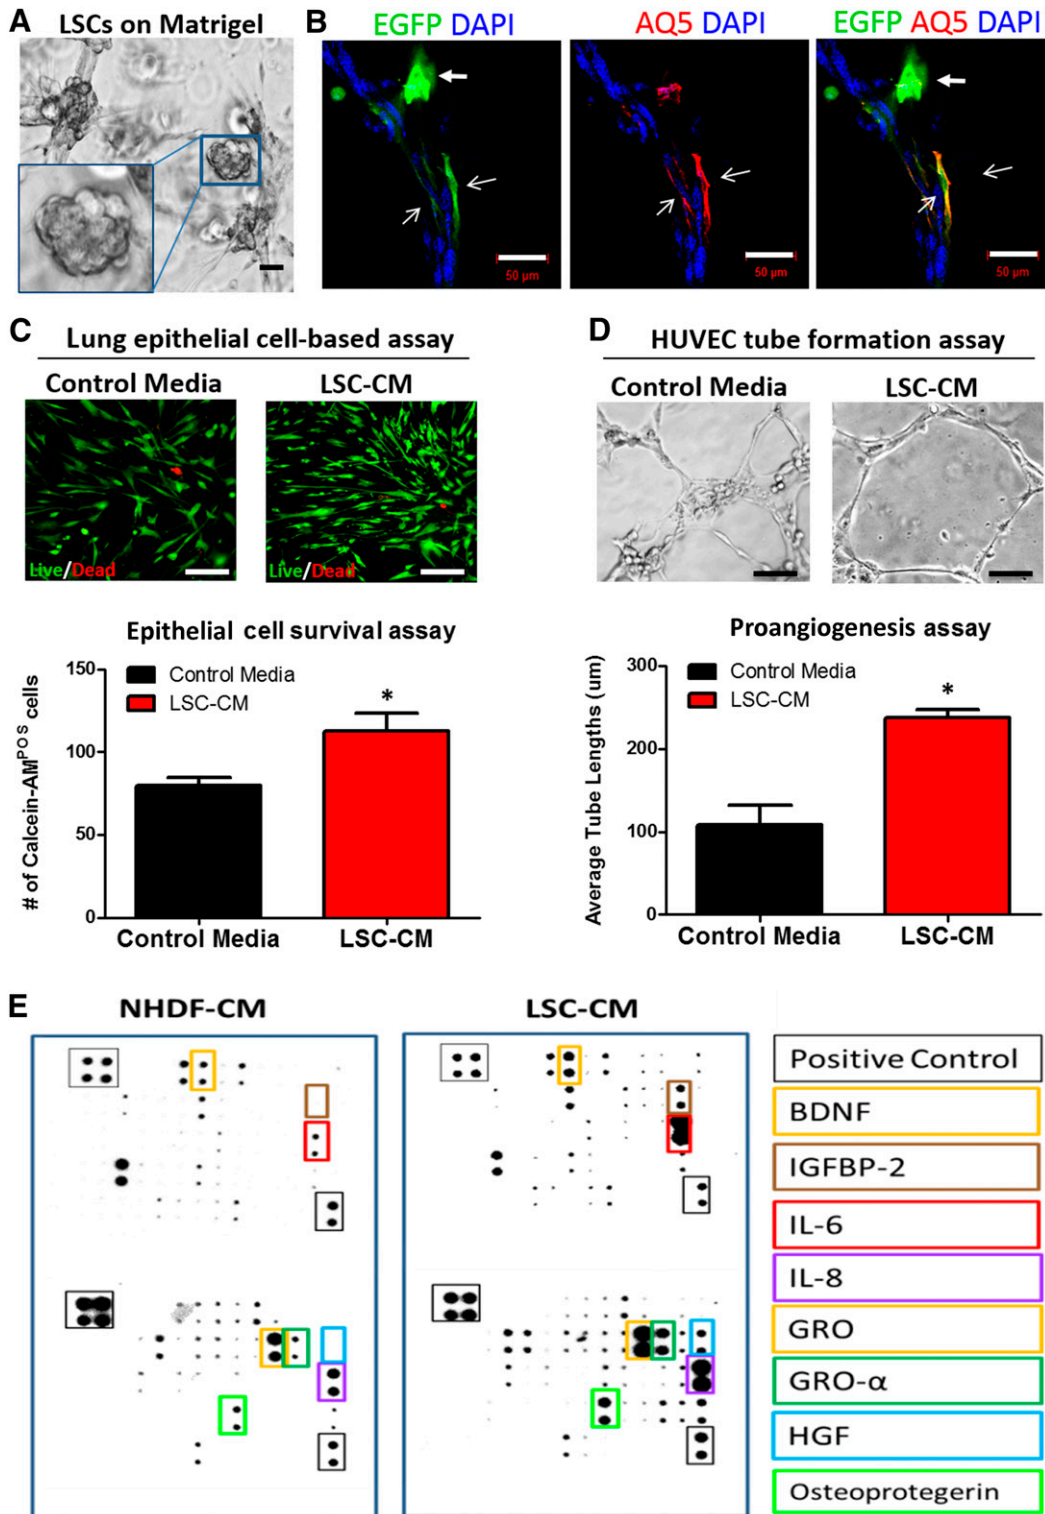 A LSCs on Matrigel
B EGFP DAPI
AQ5 DAPI
EGFP AQ5 DAPI
50 µm
50 µm
50 µm
C Lung epithelial cell-based assay
Control Media
LSC-CM
Live/Dead
Live/Dead
Epithelial cell survival assay
Control Media
LSC-CM
*
# of Calcein-AMPOS cells
150
100
50
0
Control Media
LSC-CM
D HUVEC tube formation assay
Control Media
LSC-CM
Proangiogenesis assay
Control Media
LSC-CM
*
Average Tube Lengths (um)
300
200
100
0
Control Media
LSC-CM
E NHDF-CM
LSC-CM
Positive Control
BDNF
IGFBP-2
IL-6
IL-8
GRO
GRO-α
HGF
Osteoprotegerin